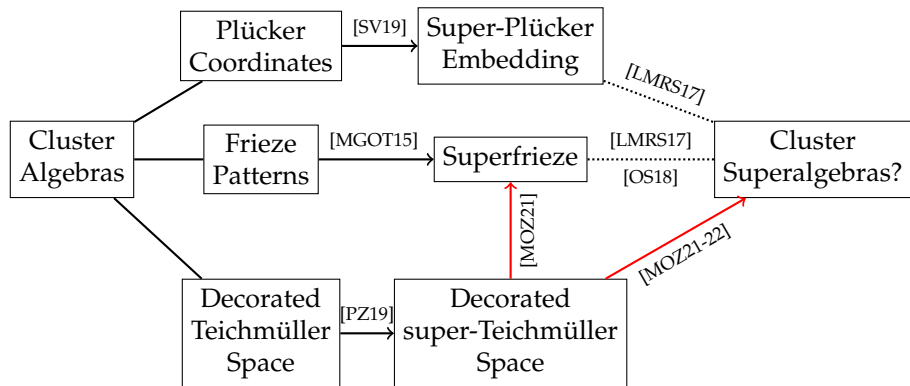 Plücker
Coordinates
[SV19]
Super-Plücker
Embedding
[LMRS17]
Cluster
Algebras
Frieze
Patterns
[MGOT15]
Superfrieze
[LMRS17]
[OS18]
Cluster
Superalgebras?
[MOZ21]
[MOZ21-22]
Decorated
Teichmüller
Space
[PZ19]
Decorated
super-Teichmüller
Space